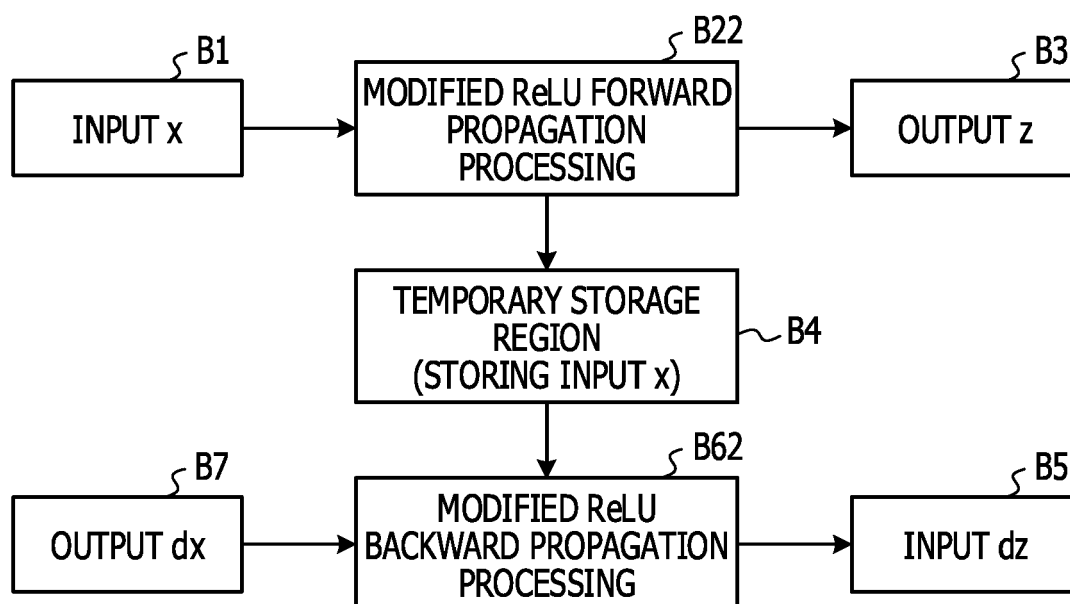 B1
INPUT x
B22
MODIFIED ReLU FORWARD
PROPAGATION
PROCESSING
B3
OUTPUT z
TEMPORARY STORAGE
REGION
(STORING INPUT x)
B4
B7
OUTPUT dx
B62
MODIFIED ReLU
BACKWARD PROPAGATION
PROCESSING
B5
INPUT dz